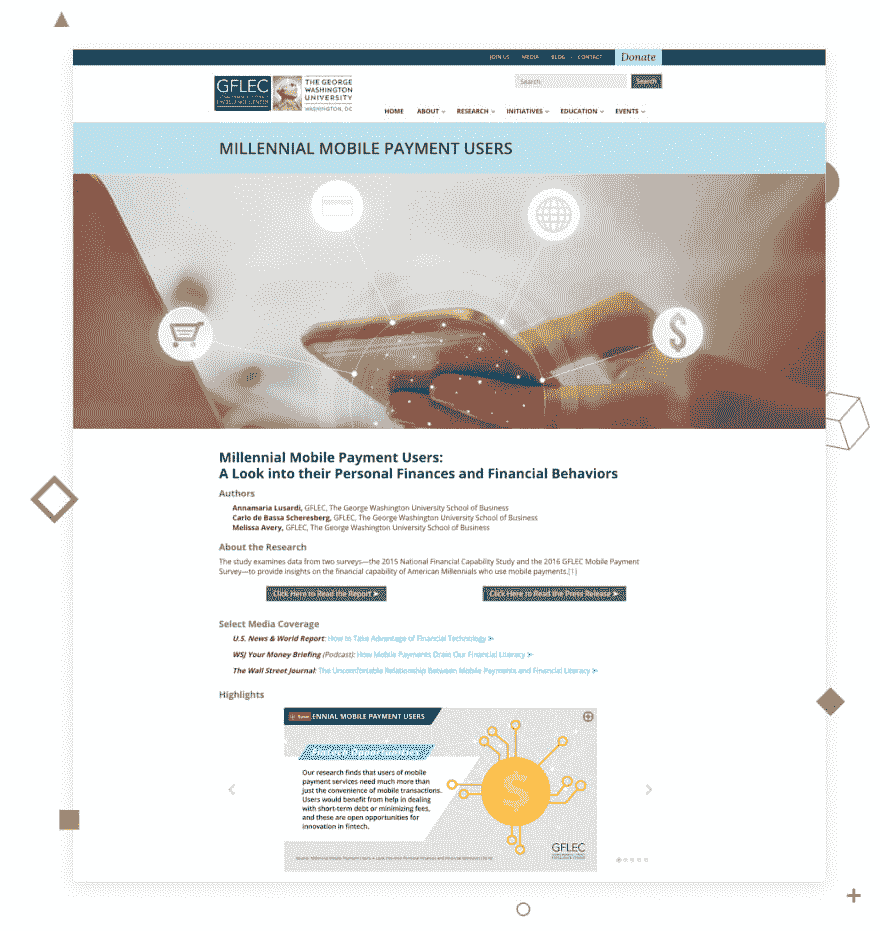 JOIN US MEDIA BLOG CONTACT Donate
GFLEC
THE GEORGE
WASHINGTON
UNIVERSITY
WASHINGTON, DC
Search
Search
HOME ABOUT RESEARCH INITIATIVES EDUCATION EVENTS
MILLENNIAL MOBILE PAYMENT USERS
Millennial Mobile Payment Users:
A Look into their Personal Finances and Financial Behaviors
Authors
Annamaria Lusardi, GFLEC, The George Washington University School of Business
Carlo de Bassa Scheresberg, GFLEC, The George Washington University School of Business
Melissa Avery, GFLEC, The George Washington University School of Business
About the Research
The study examines data from two surveys—the 2015 National Financial Capability Study and the 2016 GFLEC Mobile Payment
Survey—to provide insights on the financial capability of American Millennials who use mobile payments.[1]
Click Here to Read the Report
Click Here to Read the Press Release
Select Media Coverage
U.S. News & World Report: How to Take Advantage of Financial Technology
WSJ Your Money Briefing (Podcast): How Mobile Payments Drain Our Financial Literacy
The Wall Street Journal: The Uncomfortable Relationship Between Mobile Payments and Financial Literacy
Highlights
Save ENNIAL MOBILE PAYMENT USERS
Our research finds that users of mobile
payment services need much more than
just the convenience of mobile transactions.
Users would benefit from help in dealing
with short-term debt or minimizing fees,
and these are open opportunities for
innovation in fintech.
GFLEC